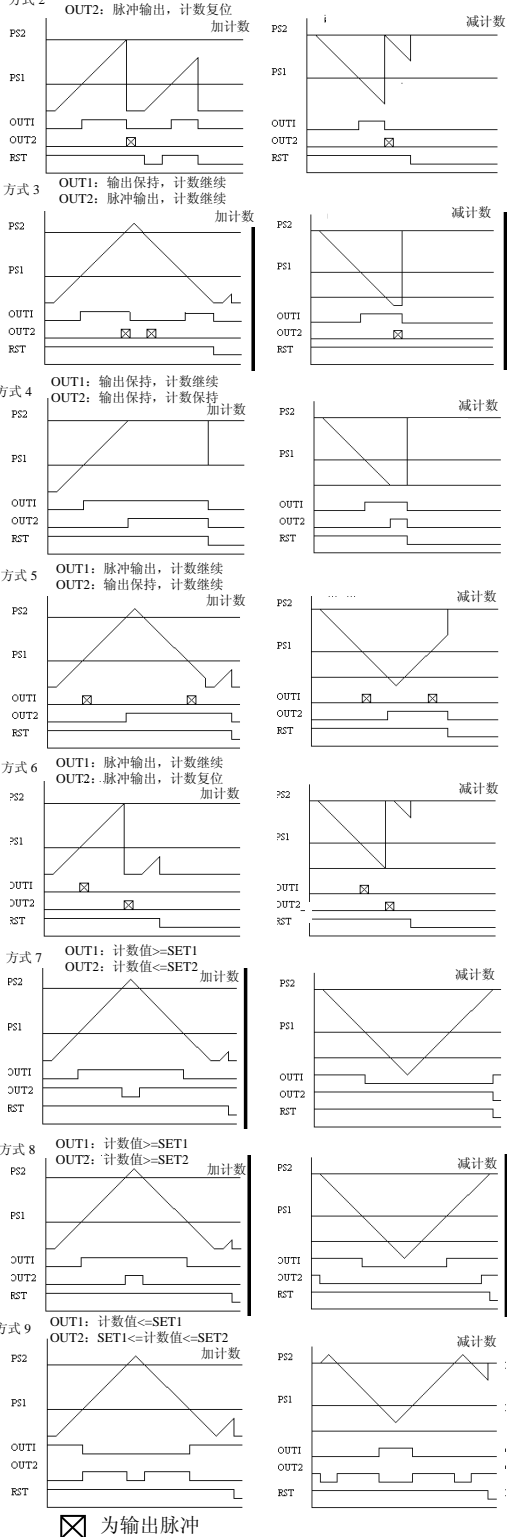 方式 2
OUT2：脉冲输出，计数复位
加计数
减计数
PS2
PS1
OUT1
OUT2
RST
PS2
PS1
OUT1
OUT2
RST
方式 3
OUT1：输出保持，计数继续
OUT2：脉冲输出，计数继续
加计数
减计数
PS2
PS1
OUT1
OUT2
RST
PS2
PS1
OUT1
OUT2
RST
方式 4
OUT1：输出保持，计数继续
OUT2：输出保持，计数保持
加计数
减计数
PS2
PS1
OUT1
OUT2
RST
PS2
PS1
OUT1
OUT2
RST
方式 5
OUT1：脉冲输出，计数继续
OUT2：输出保持，计数继续
加计数
减计数
PS2
PS1
OUT1
OUT2
RST
PS2
PS1
OUT1
OUT2
RST
方式 6
OUT1：脉冲输出，计数继续
OUT2：脉冲输出，计数复位
加计数
减计数
PS2
PS1
OUT1
OUT2
RST
PS2
PS1
OUT1
OUT2
RST
方式 7
OUT1：计数值>=SET1
OUT2：计数值<=SET2
加计数
减计数
PS2
PS1
OUT1
OUT2
RST
PS2
PS1
OUT1
OUT2
RST
方式 8
OUT1：计数值>=SET1
OUT2：计数值>=SET2
加计数
减计数
PS2
PS1
OUT1
OUT2
RST
PS2
PS1
OUT1
OUT2
RST
方式 9
OUT1：计数值<=SET1
OUT2：SET1<=计数值<=SET2
加计数
减计数
PS2
PS1
OUT1
OUT2
RST
PS2
PS1
OUT1
OUT2
RST
为输出脉冲